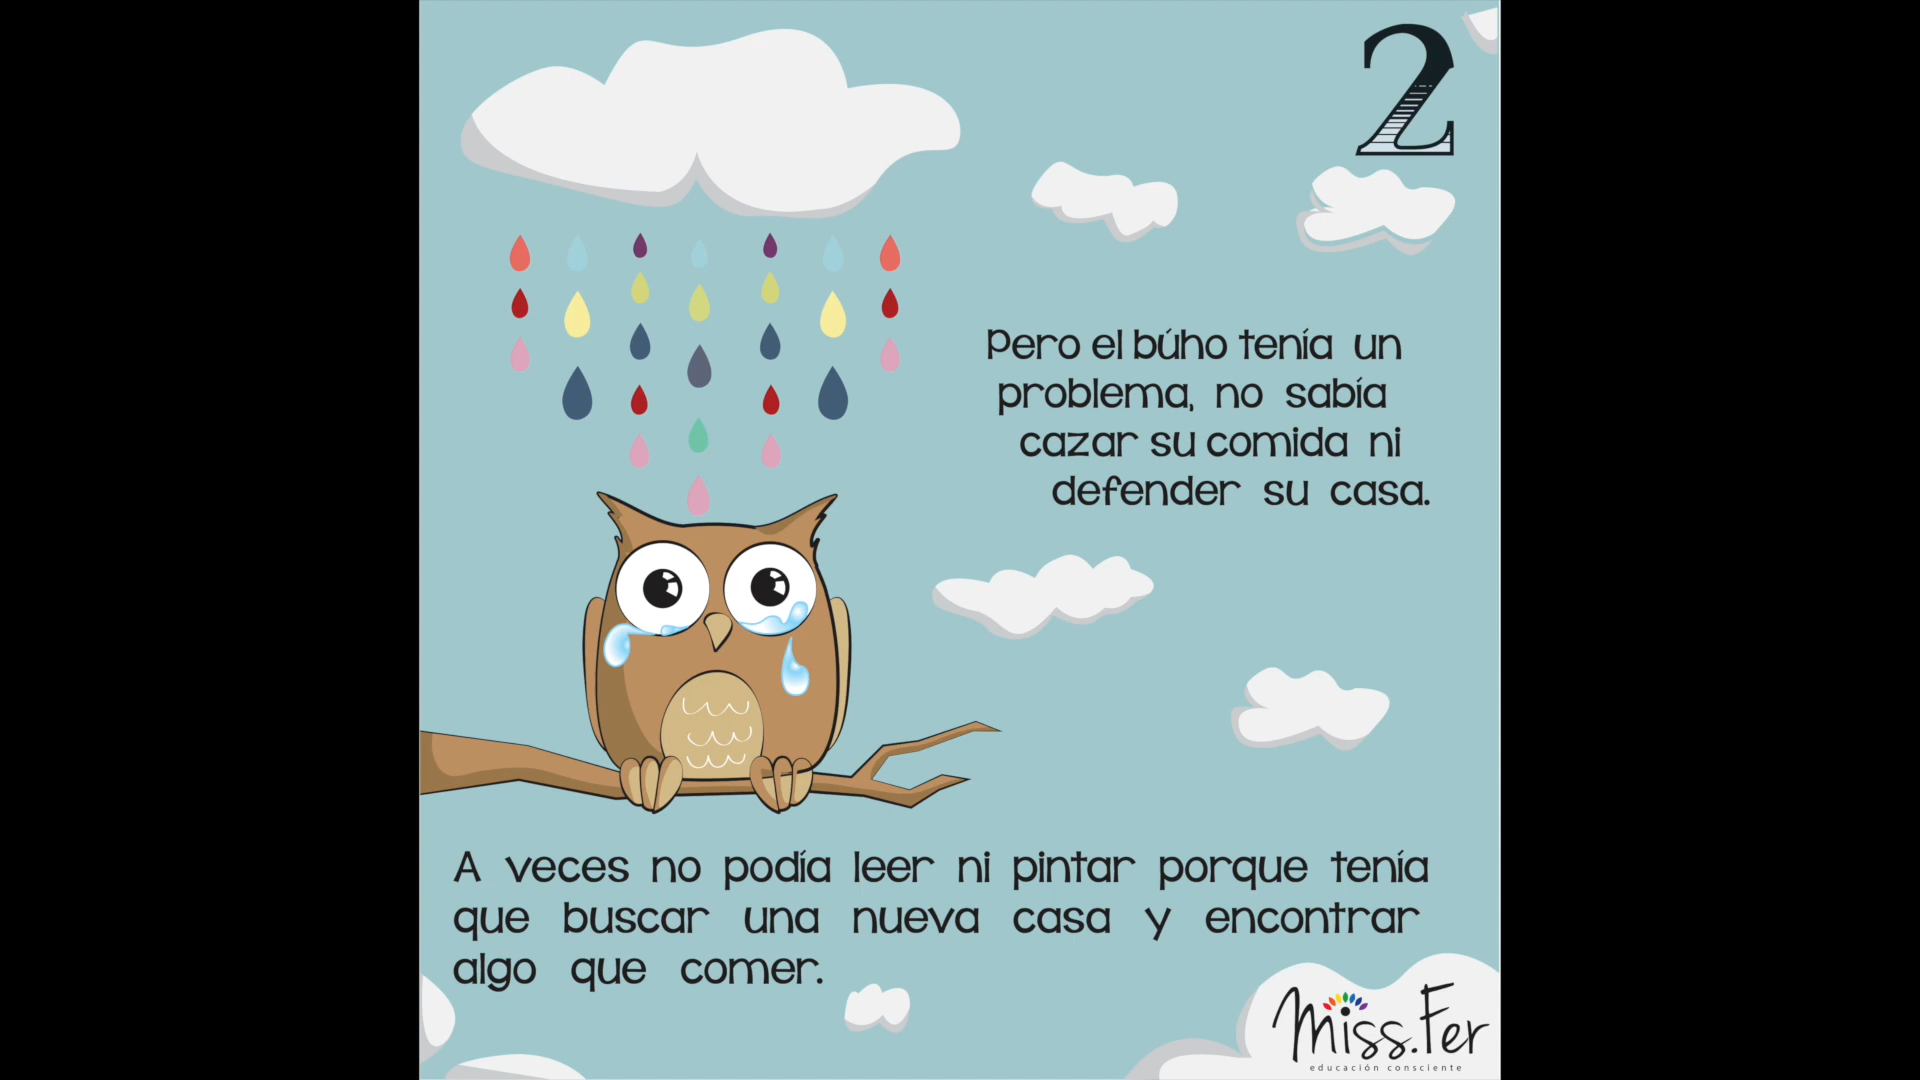 2
Pero el búho tenía un
problema, no sabía
cazar su comida ni
defender su casa.
A veces no podía leer ni pintar porque tenía
que buscar una nueva casa y encontrar
algo que comer.
Miss.Fer
educación consciente